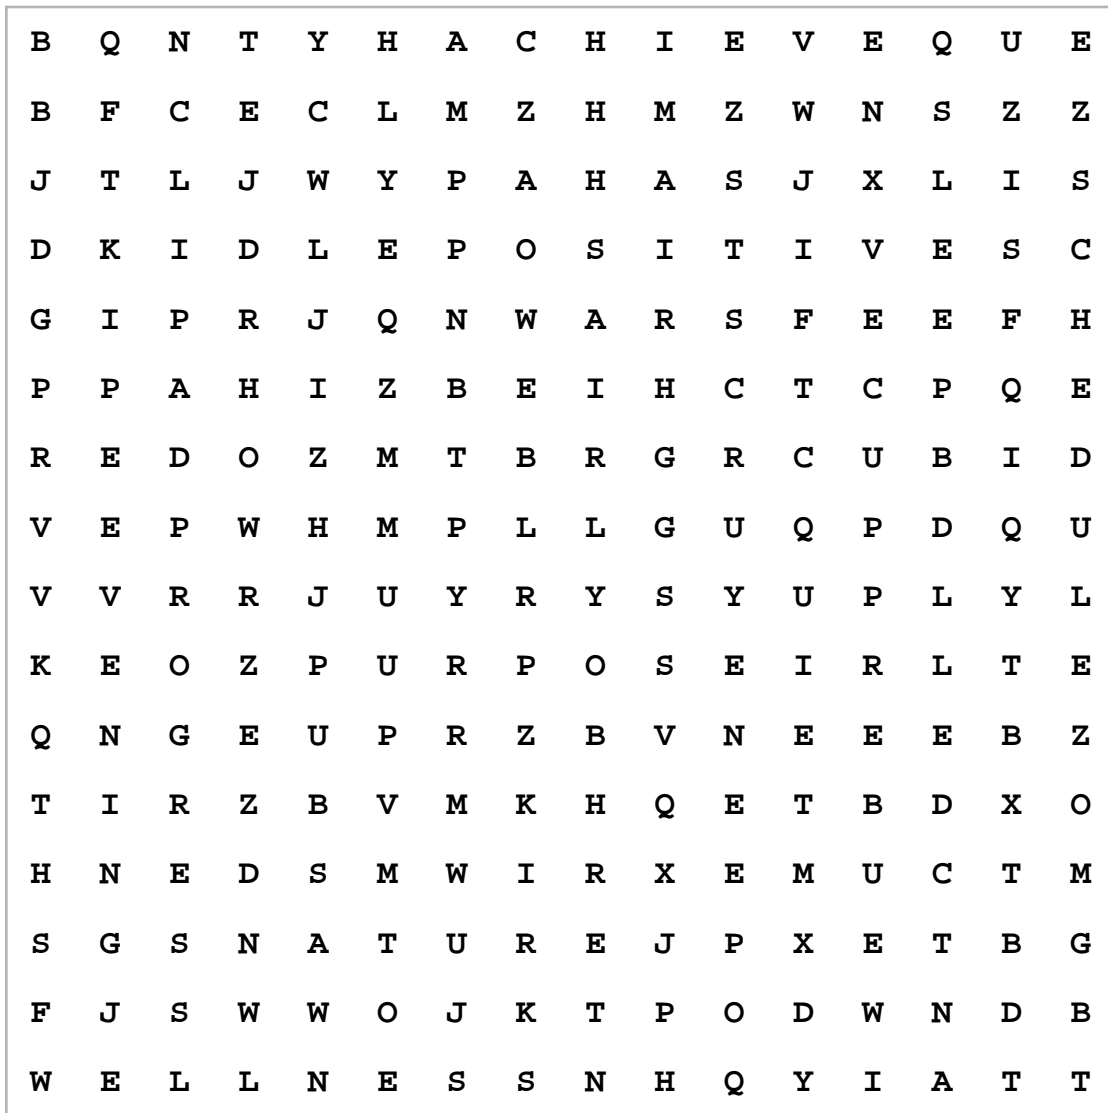 B Q N T Y H A C H I E V E Q U E
B F C E C L M Z H M Z W N S Z Z
J T L J W Y P A H A S J X L I S
D K I D L E P O S I T I V E S C
G I P R J Q N W A R S F E E F H
P P A H I Z B E I H C T C P Q E
R E D O Z M T B R G R C U B I D
V E P W H M P L L G U Q P D Q U
V V R R J U Y R Y S Y U P L Y L
K E O Z P U R P O S E I R L T E
Q N G E U P R Z B V N E E E B Z
T I R Z B V M K H Q E T B D X O
H N E D S M W I R X E M U C T M
S G S N A T U R E J P X E T B G
F J S W W O J K T P O D W N D B
W E L L N E S S N H Q Y I A T T